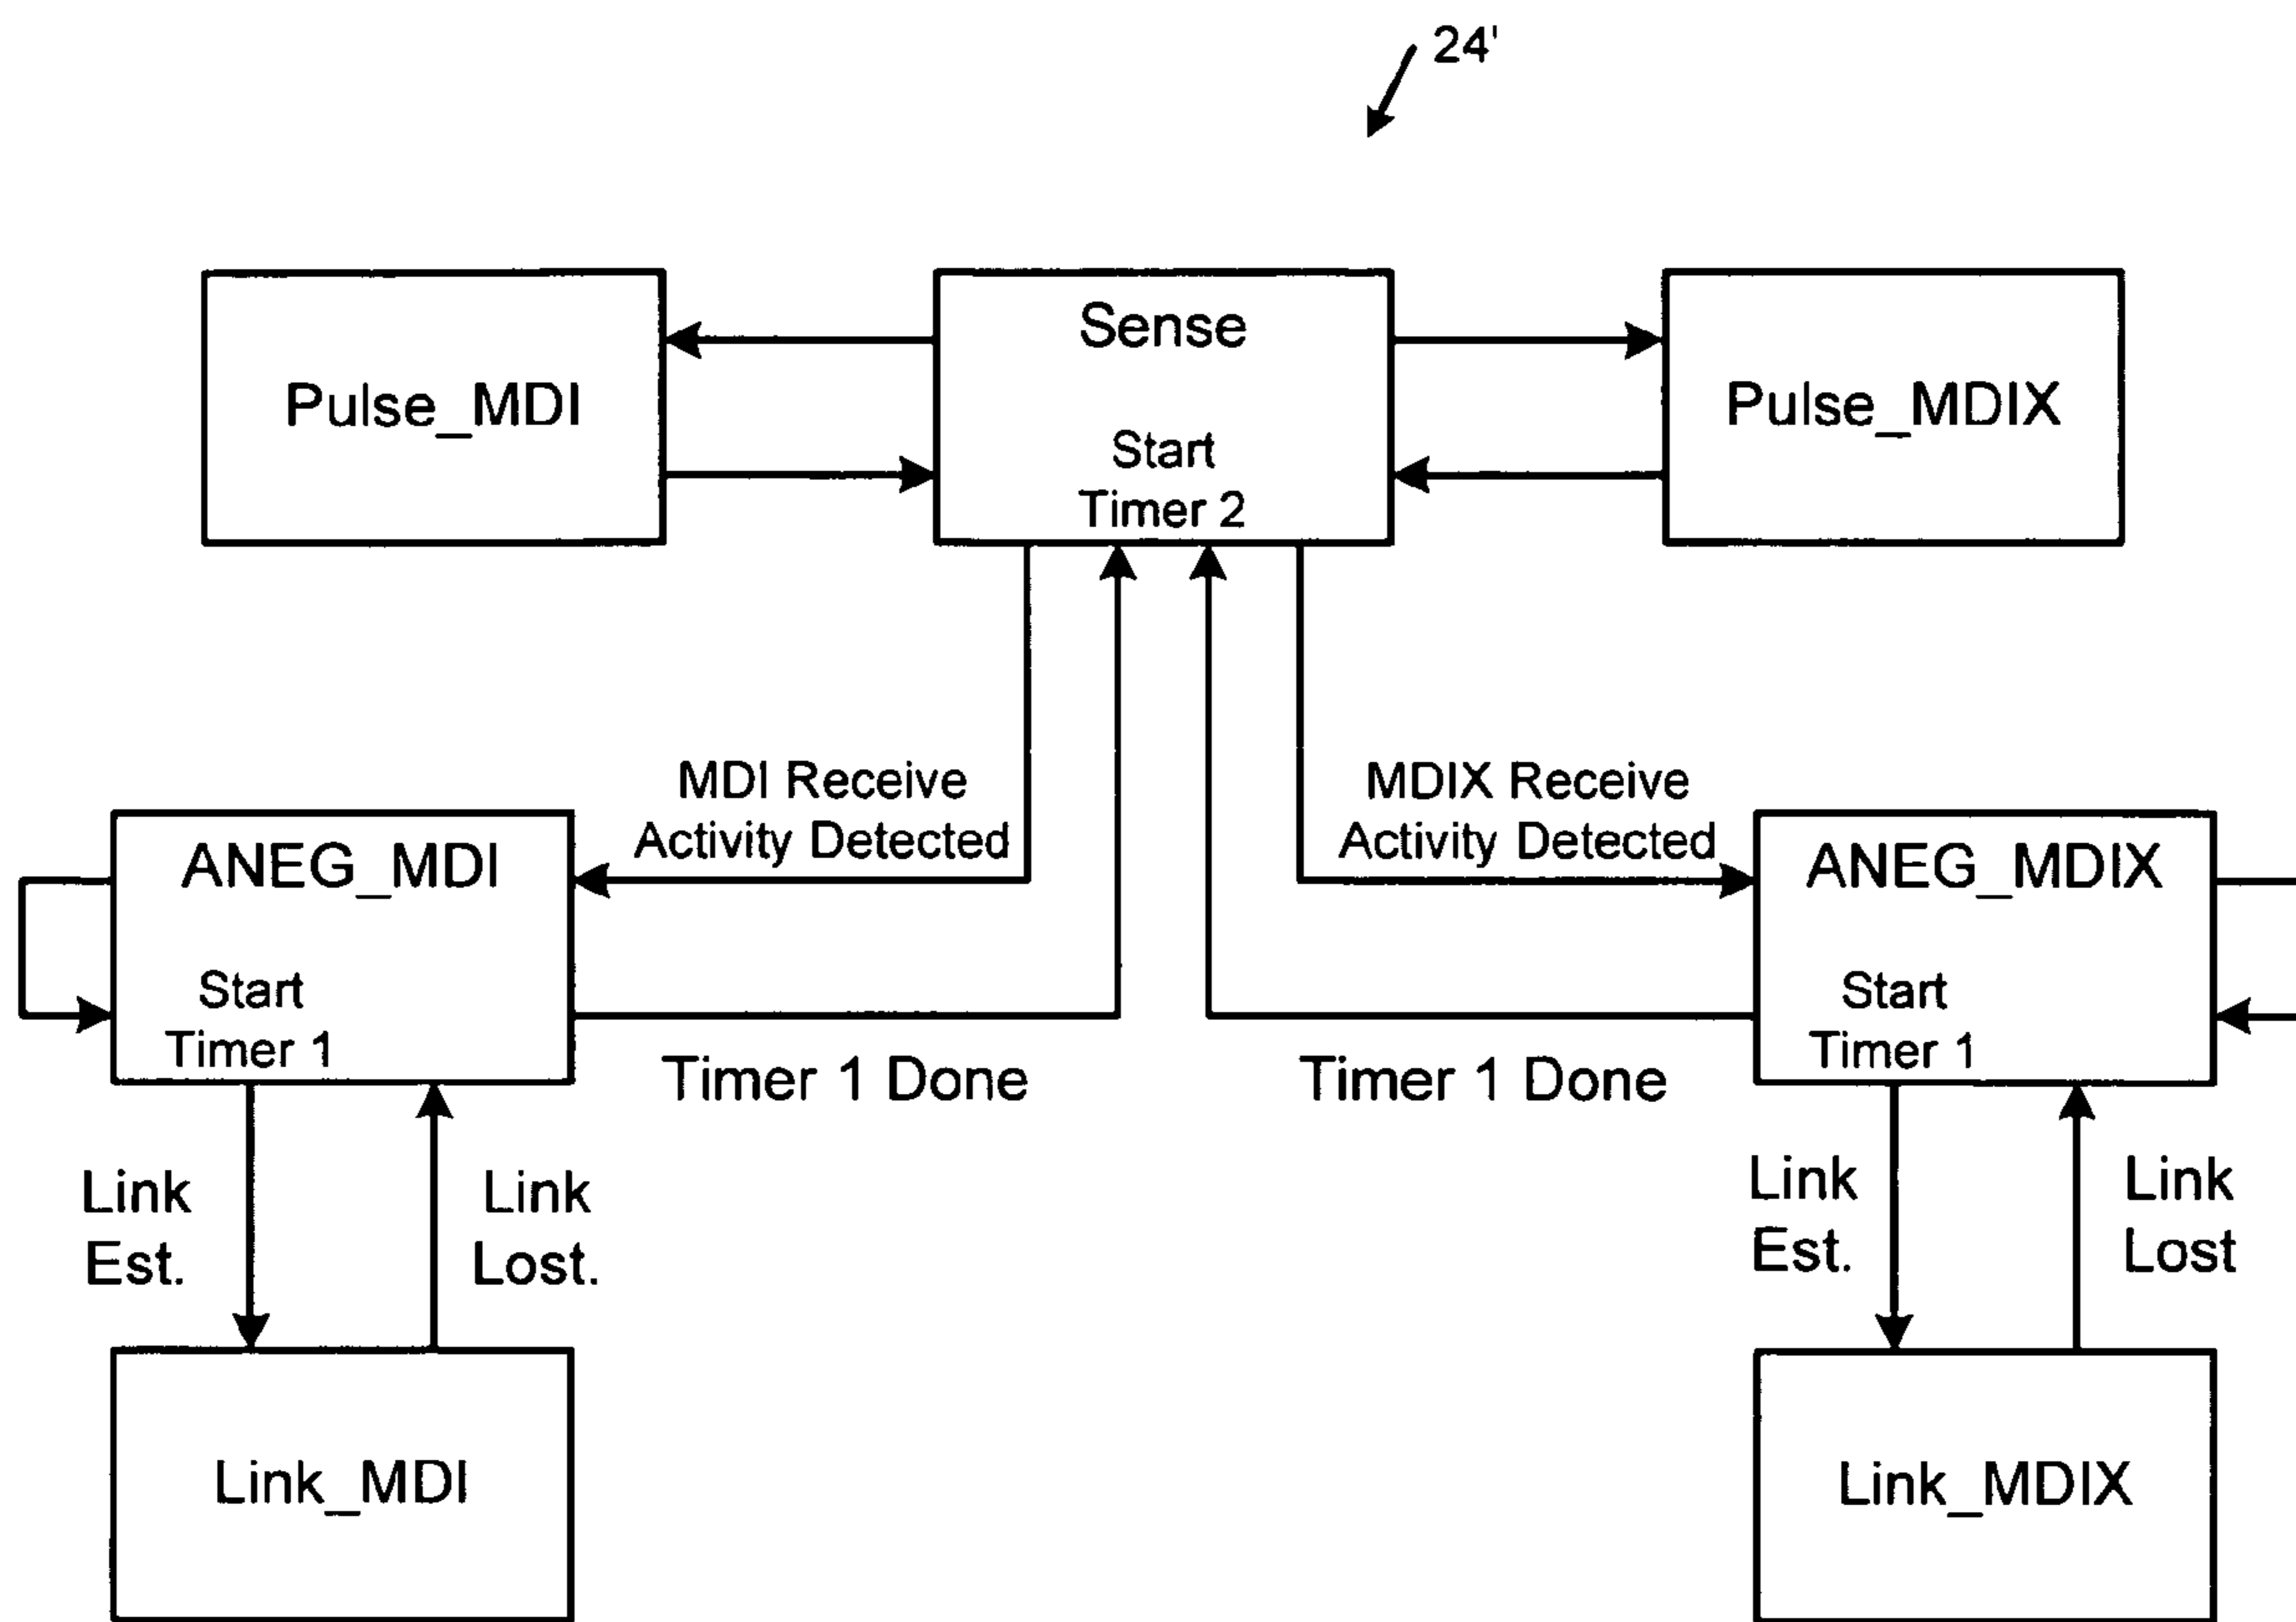 24'
Pulse_MDI
Sense
Start
Timer 2
Pulse_MDIX
MDI Receive
Activity Detected
MDIX Receive
Activity Detected
ANEG_MDI
Start
Timer 1
ANEG_MDIX
Start
Timer 1
Timer 1 Done
Timer 1 Done
Link
Est.
Link
Lost.
Link
Est.
Link
Lost
Link_MDI
Link_MDIX